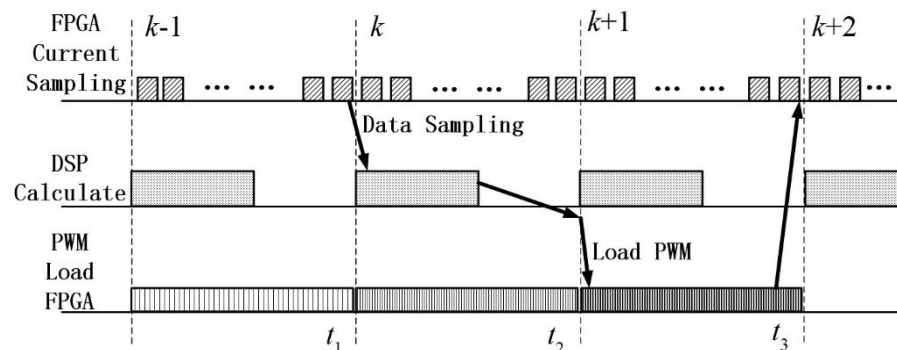 FPGA
Current
Sampling
k-1
k
k+1
k+2
... ...
... ...
... ...
...
Data Sampling
DSP
Calculate
PWM
Load
FPGA
Load PWM
t1
t2
t3